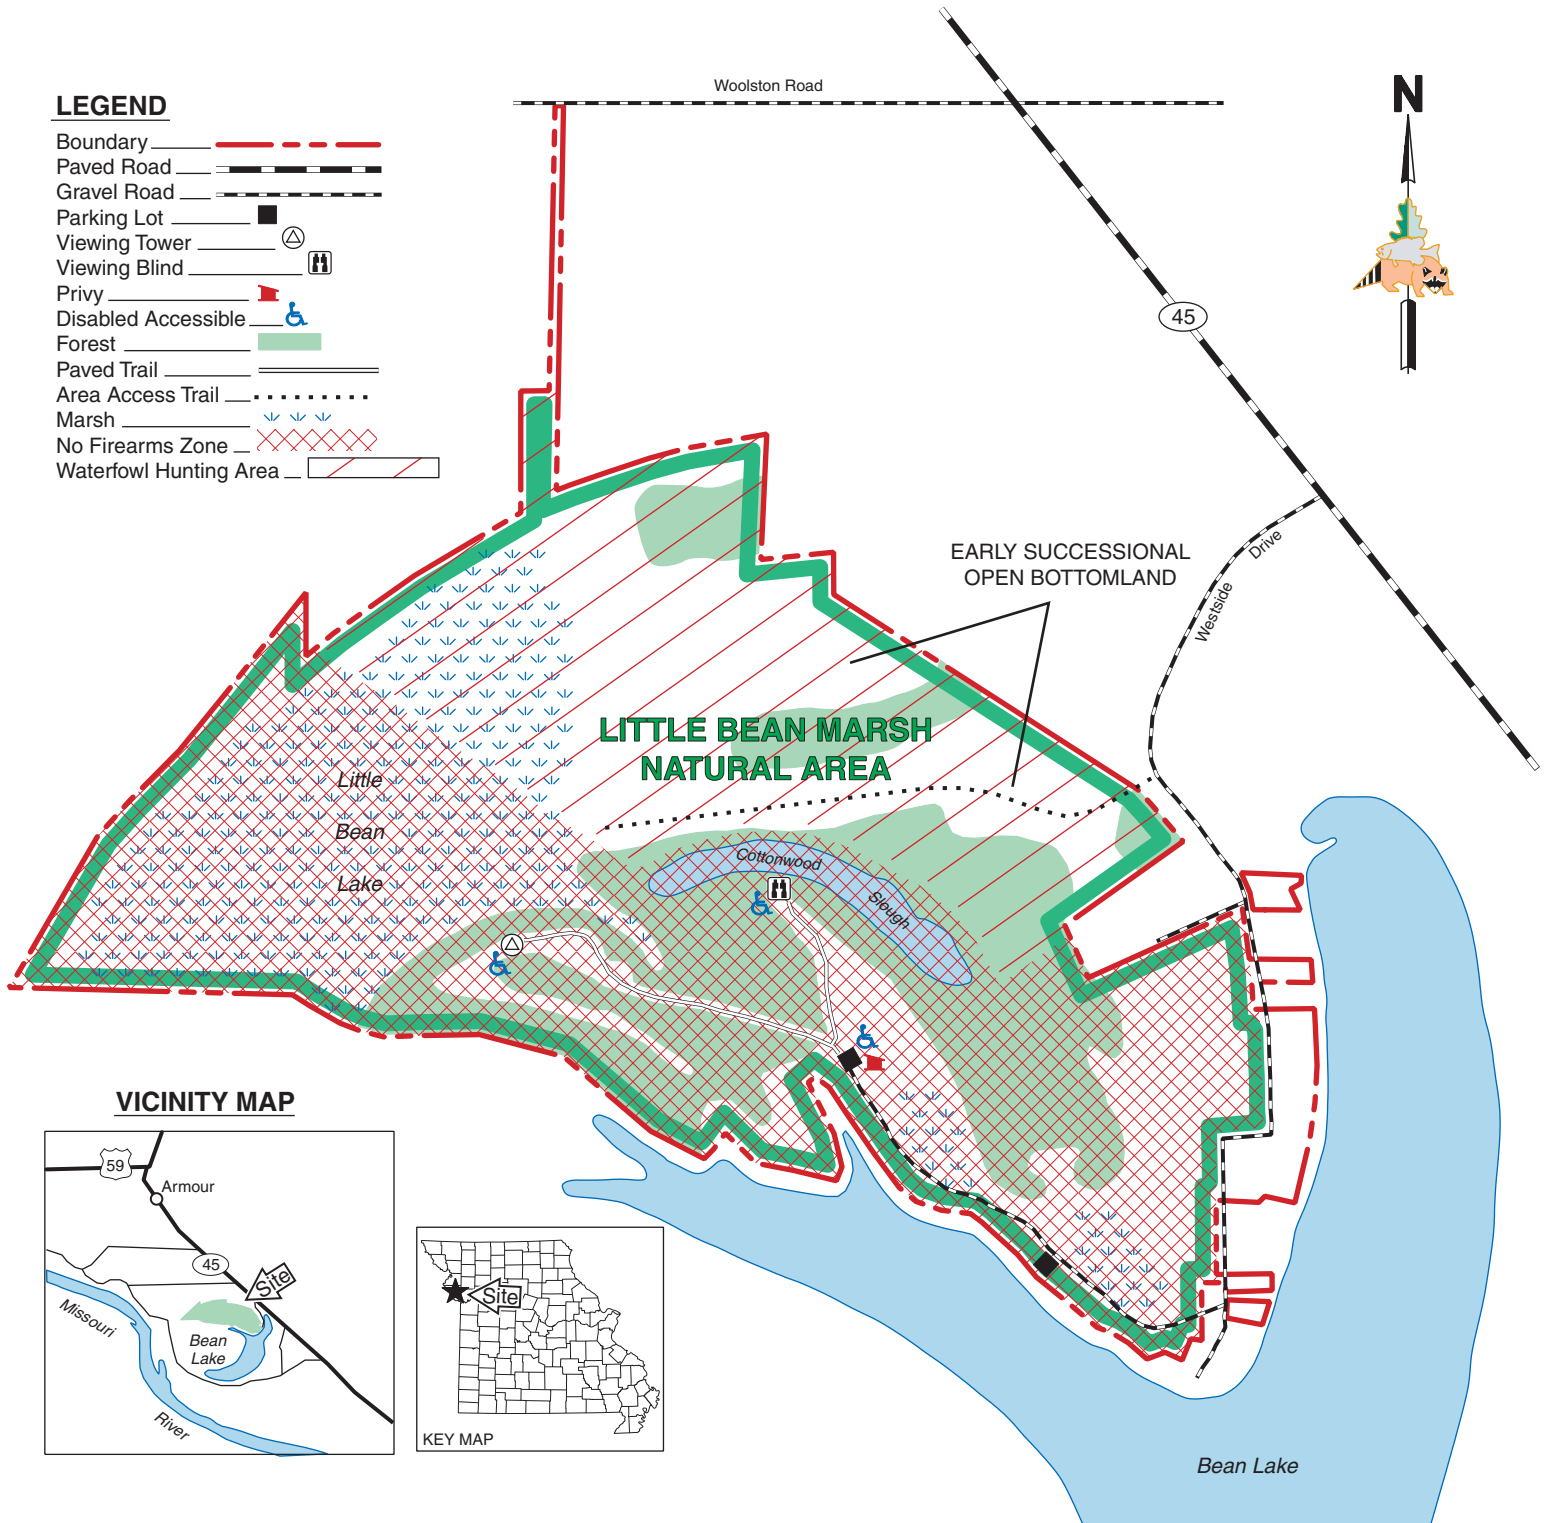 Woolston Road
N
LEGEND
Boundary
Paved Road
Gravel Road
Parking Lot
Viewing Tower
Viewing Blind
Privy
Disabled Accessible
Forest
Paved Trail
Area Access Trail
Marsh
No Firearms Zone
Waterfowl Hunting Area
45
EARLY SUCCESSIONAL
OPEN BOTTOMLAND
Westside Drive
LITTLE BEAN MARSH
NATURAL AREA
Little
Bean
Lake
Cottonwood
Slough
VICINITY MAP
59
Armour
45
Site
Missouri
River
Bean
Lake
Site
KEY MAP
Bean Lake